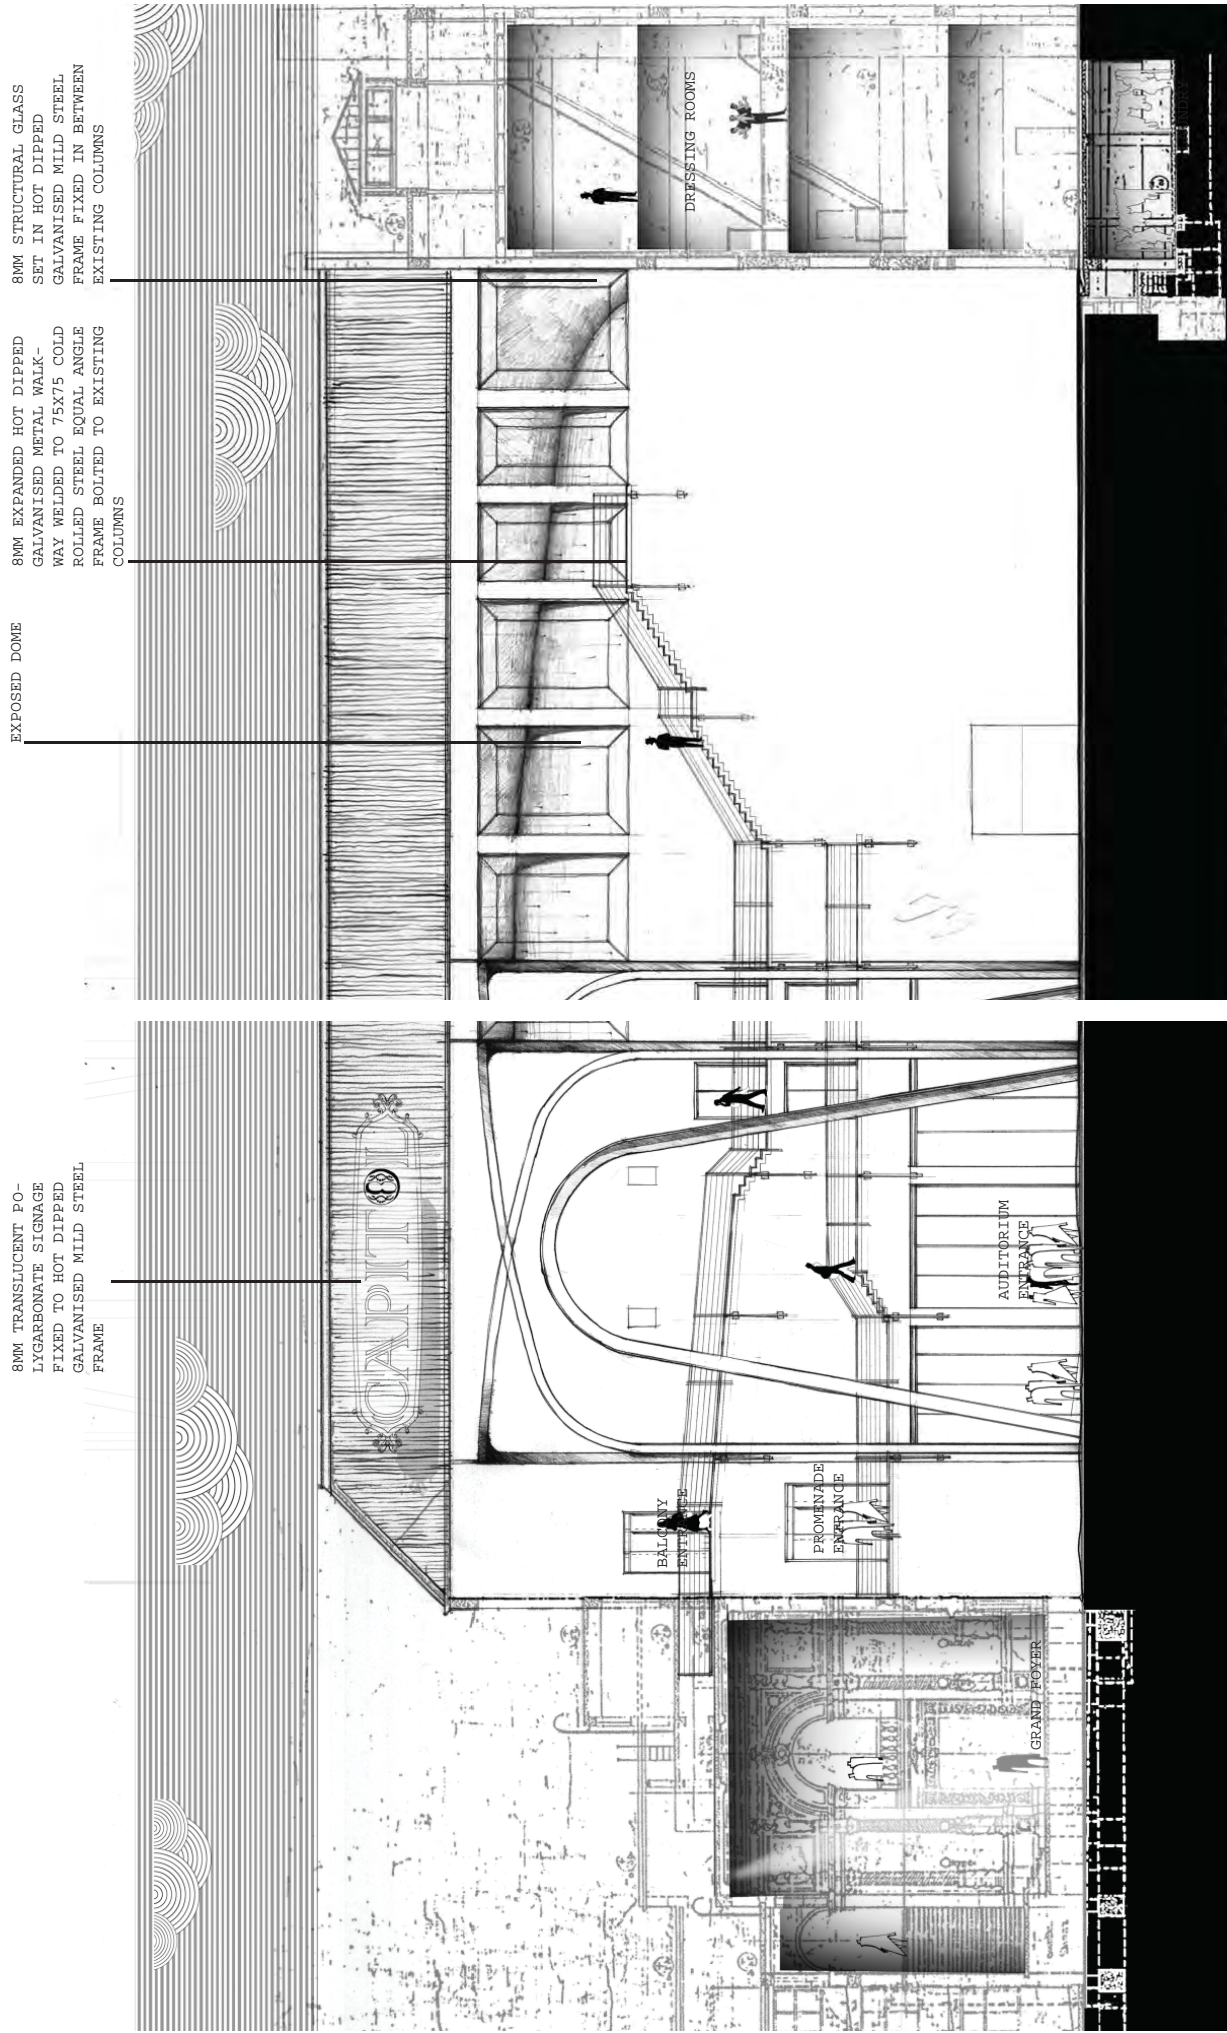 8MM TRANSLUCENT PO-
LYGARBONATE SIGNAGE
FIXED TO HOT DIPPED
GALVANISED MILD STEEL
FRAME
EXPOSED DOME
8MM EXPANDED HOT DIPPED
GALVANISED METAL WALK-
WAY WELDED TO 75X75 COLD
ROLLED STEEL EQUAL ANGLE
FRAME BOLTED TO EXISTING
COLUMNS
8MM STRUCTURAL GLASS
SET IN HOT DIPPED
GALVANISED MILD STEEL
FRAME FIXED IN BETWEEN
EXISTING COLUMNS
CAPITOL
BALCONY
ENTRANCE
PROMENADE
ENTRANCE
AUDITORIUM
ENTRANCE
GRAND FOYER
DRESSING ROOMS